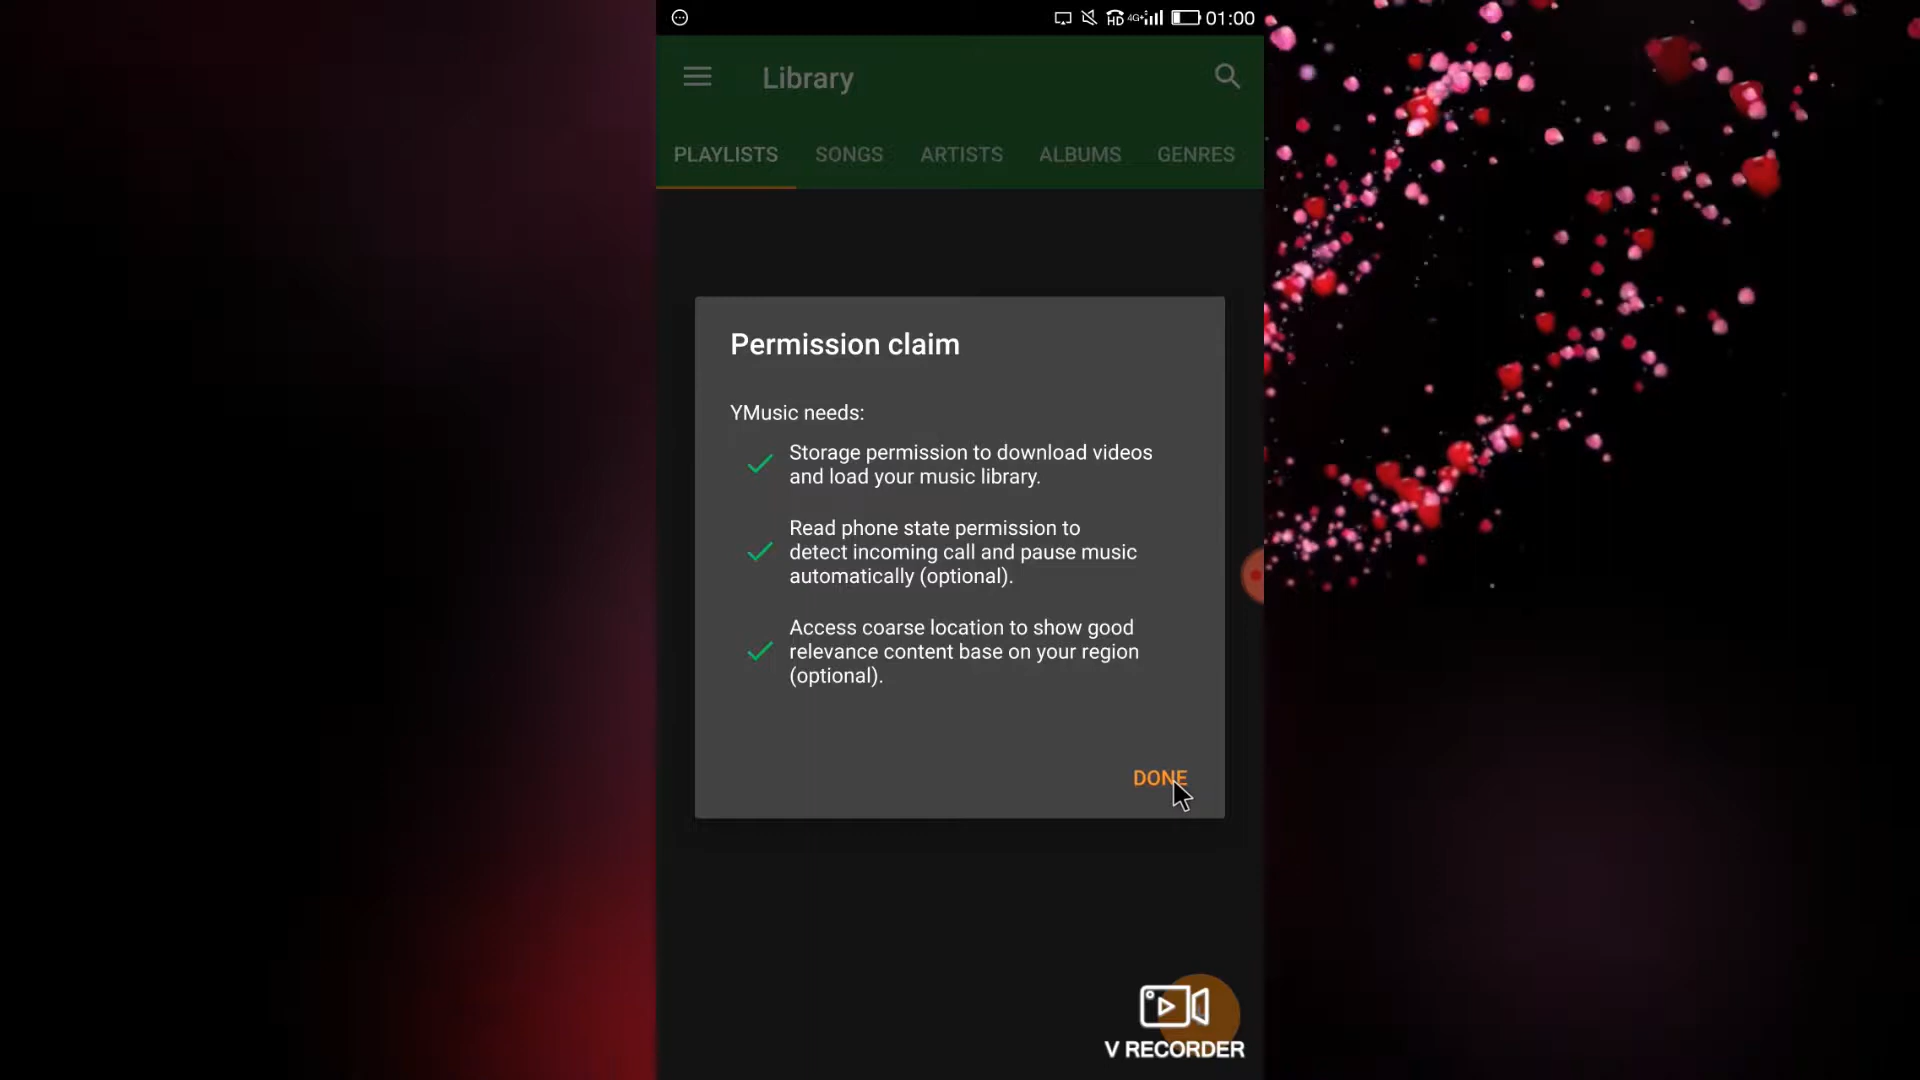 HD 4G+ 01:00
Library
PLAYLISTS SONGS ARTISTS ALBUMS GENRES
Permission claim
YMusic needs:
Storage permission to download videos
and load your music library.
Read phone state permission to
detect incoming call and pause music
automatically (optional).
Access coarse location to show good
relevance content base on your region
(optional).
DONE
V RECORDER